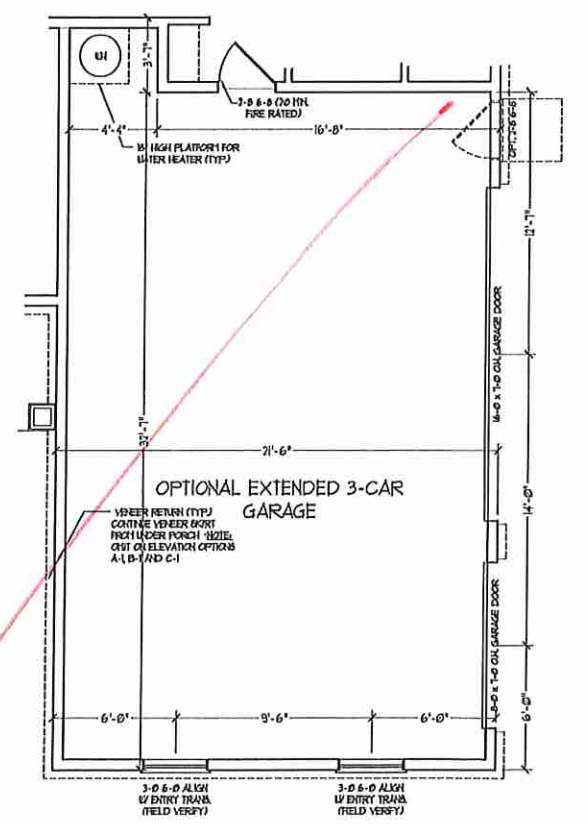 WH
3'-7"
2-8 6-8 (20 MN.
FIRE RATED)
4'-4"
16'-8"
18" HIGH PLATFORM FOR
WATER HEATER (TYP.)
OPT. 2-8 6-8
12'-7"
16-0 x 7-0 O.H. GARAGE DOOR
32'-7"
21'-6"
OPTIONAL EXTENDED 3-CAR
GARAGE
VENEER RETURN (TYP.)
CONTINUE VENEER SKIRT
FROM UNDER PORCH *NOTE:
OMIT ON ELEVATION OPTIONS
A-1, B-1 AND C-1
14'-0"
8-0 x 7-0 O.H. GARAGE DOOR
6'-0"
6'-0"
9'-6"
6'-0"
3-0 6-0 ALIGN
W/ ENTRY TRANS.
(FIELD VERIFY)
3-0 6-0 ALIGN
W/ ENTRY TRANS.
(FIELD VERIFY)